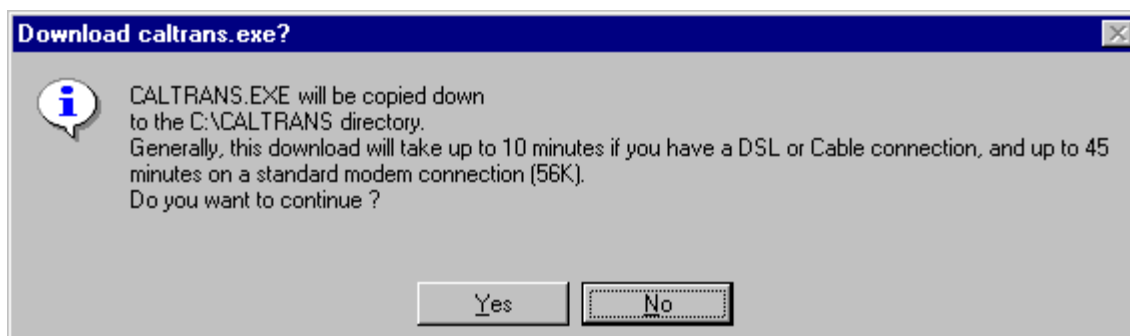 Download caltrans.exe?
CALTRANS.EXE will be copied down
to the C:\CALTRANS directory.
Generally, this download will take up to 10 minutes if you have a DSL or Cable connection, and up to 45
minutes on a standard modem connection (56K).
Do you want to continue ?
Yes
No